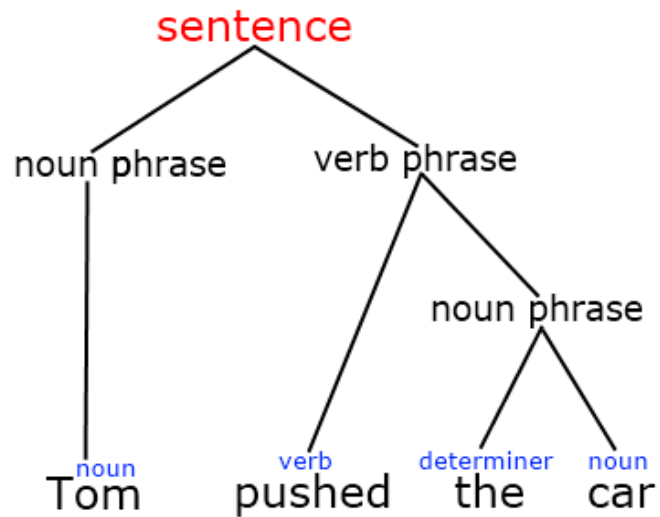 sentence
noun phrase verb phrase
noun phrase
noun verb determiner noun
Tom pushed the car